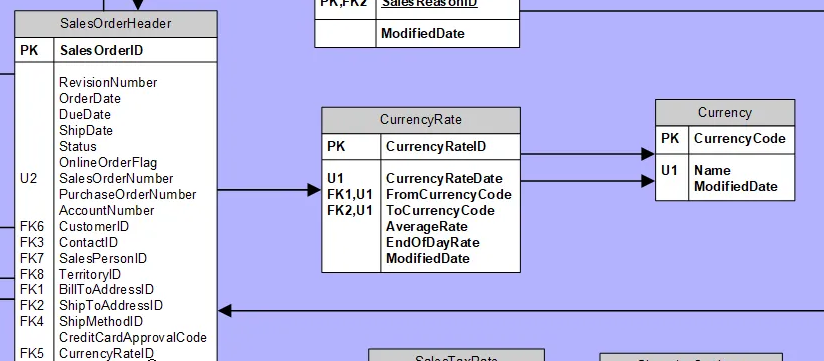 SalesOrderHeader
PK SalesOrderID
RevisionNumber
OrderDate
DueDate
ShipDate
Status
OnlineOrderFlag
U2 SalesOrderNumber
PurchaseOrderNumber
AccountNumber
FK6 CustomerID
FK3 ContactID
FK7 SalesPersonID
FK8 TerritoryID
FK1 BillToAddressID
FK2 ShipToAddressID
FK4 ShipMethodID
CreditCardApprovalCode
FK5 CurrencyRateID
PK,FK2 SalesReasonID
ModifiedDate
CurrencyRate
PK CurrencyRateID
U1 CurrencyRateDate
FK1,U1 FromCurrencyCode
FK2,U1 ToCurrencyCode
AverageRate
EndOfDayRate
ModifiedDate
Currency
PK CurrencyCode
U1 Name
ModifiedDate
SalesTaxRate